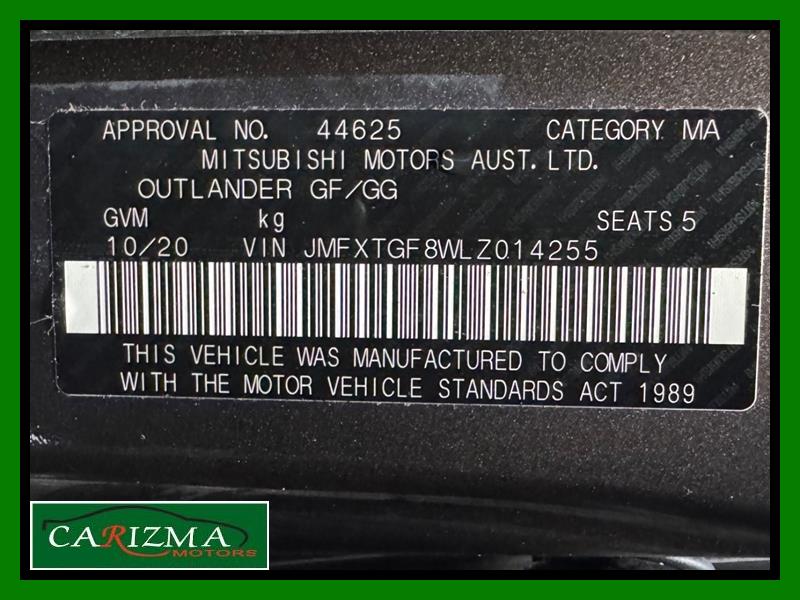 APPROVAL NO. 44625 CATEGORY MA
MITSUBISHI MOTORS AUST. LTD.
OUTLANDER GF/GG
GVM kg SEATS 5
10/20 VIN JMFXTGF8WLZ014255
THIS VEHICLE WAS MANUFACTURED TO COMPLY
WITH THE MOTOR VEHICLE STANDARDS ACT 1989
CARIZMA
MOTORS